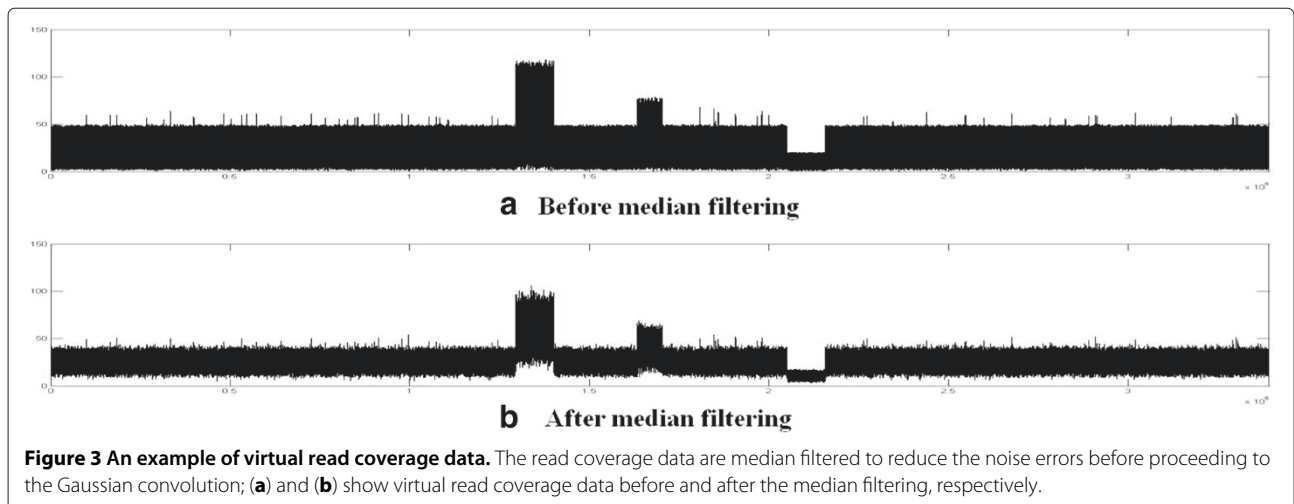 150
100
50
0
0 0.5 1 1.5 2 2.5 3
× 10⁶
a Before median filtering
150
100
50
0
0 0.5 1 1.5 2 2.5 3
× 10⁶
b After median filtering
Figure 3 An example of virtual read coverage data. The read coverage data are median filtered to reduce the noise errors before proceeding to
the Gaussian convolution; (a) and (b) show virtual read coverage data before and after the median filtering, respectively.